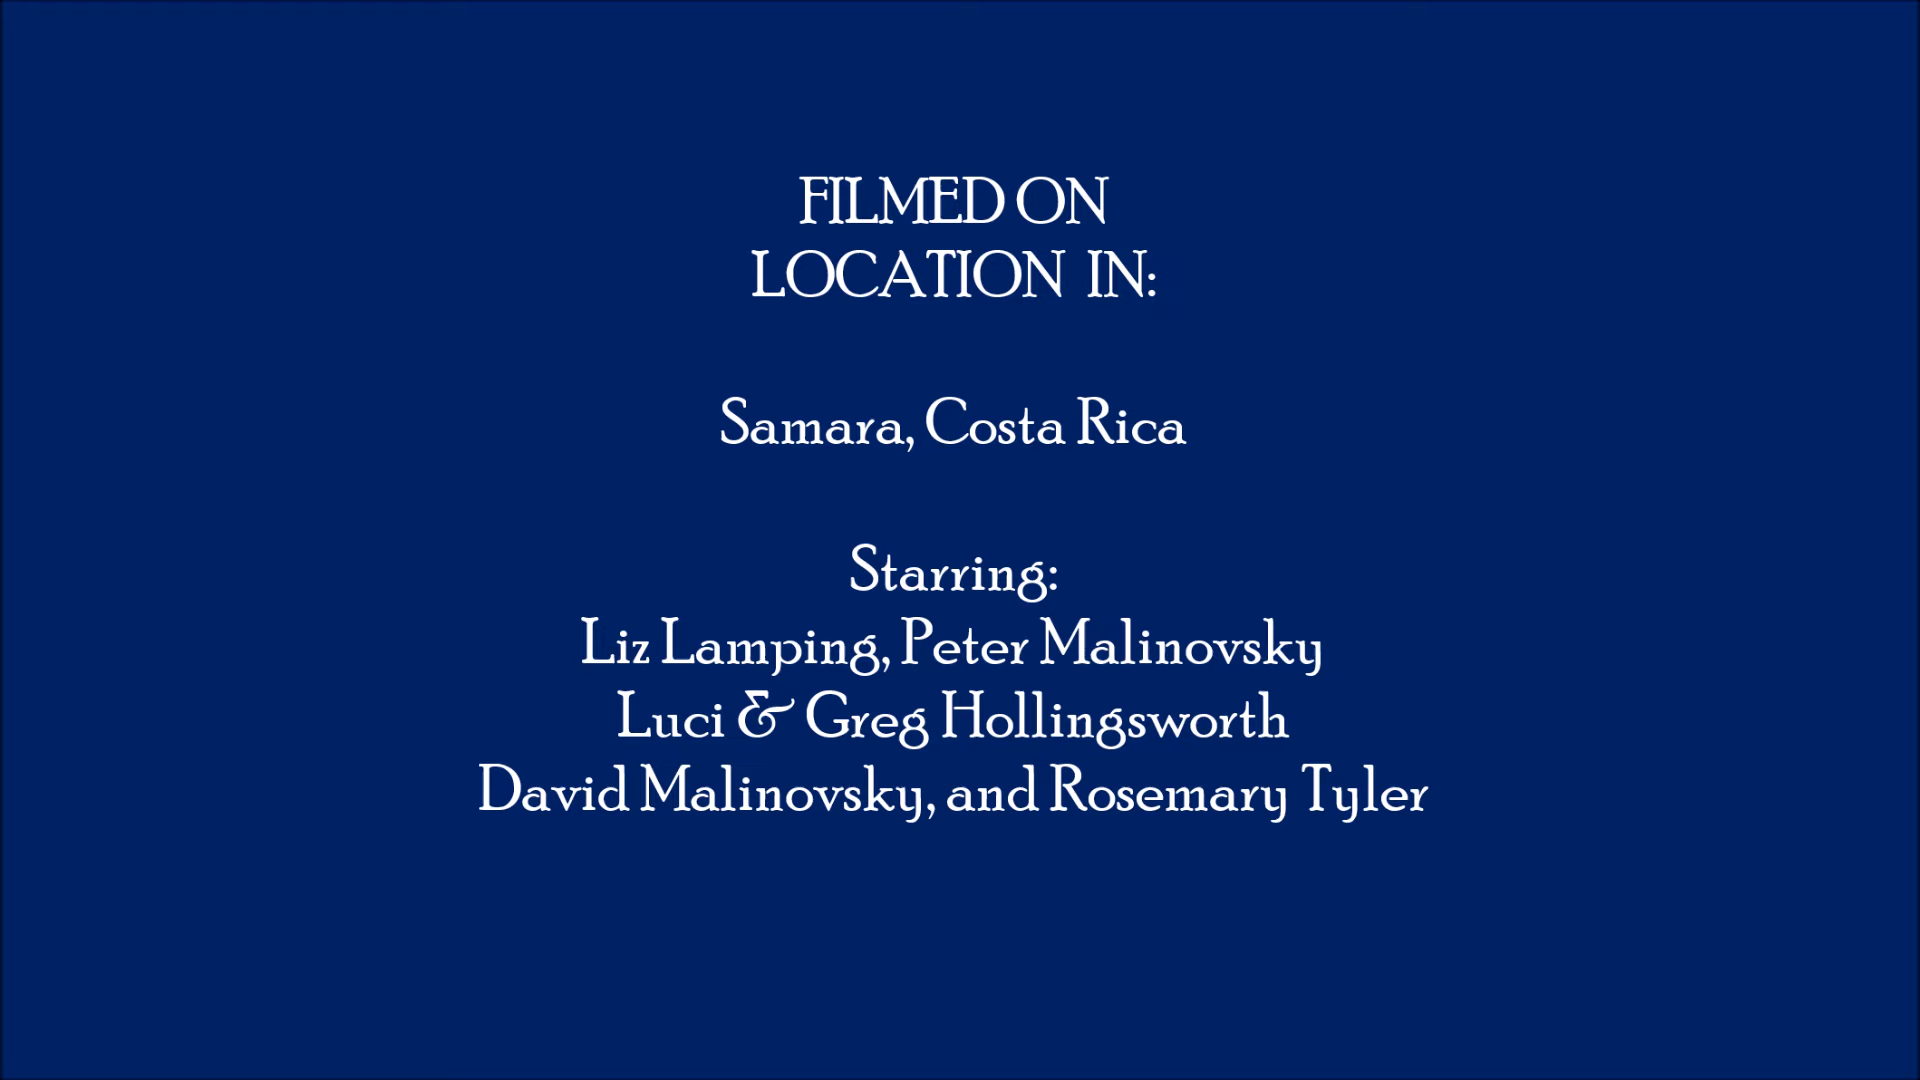 FILMED ON
LOCATION IN:
Samara, Costa Rica
Starring:
Liz Lamping, Peter Malinovsky
Luci & Greg Hollingsworth
David Malinovsky, and Rosemary Tyler